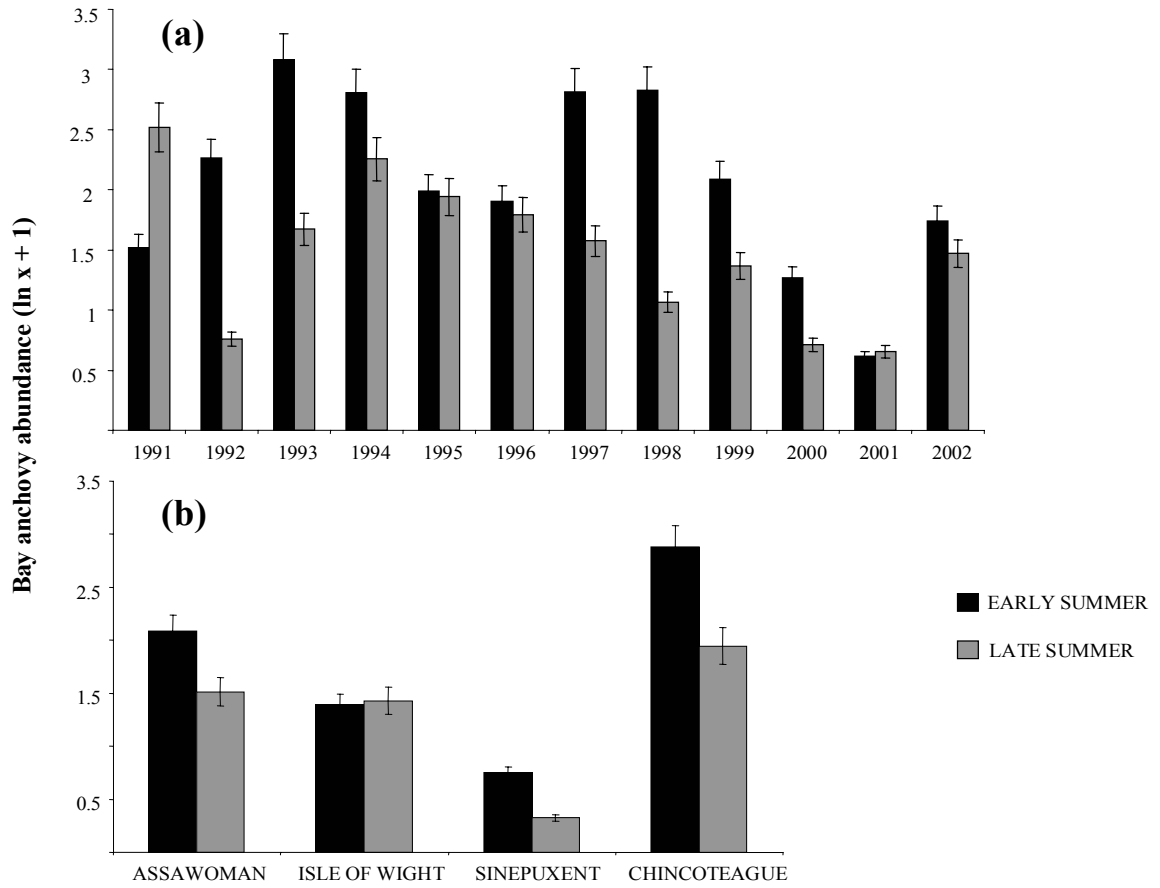 (a)
3.5
3
2.5
2
1.5
1
0.5
1991 1992 1993 1994 1995 1996 1997 1998 1999 2000 2001 2002
Bay anchovy abundance (ln x + 1)
(b)
3.5
2.5
1.5
0.5
ASSAWOMAN ISLE OF WIGHT SINEPUXENT CHINCOTEAGUE
EARLY SUMMER
LATE SUMMER